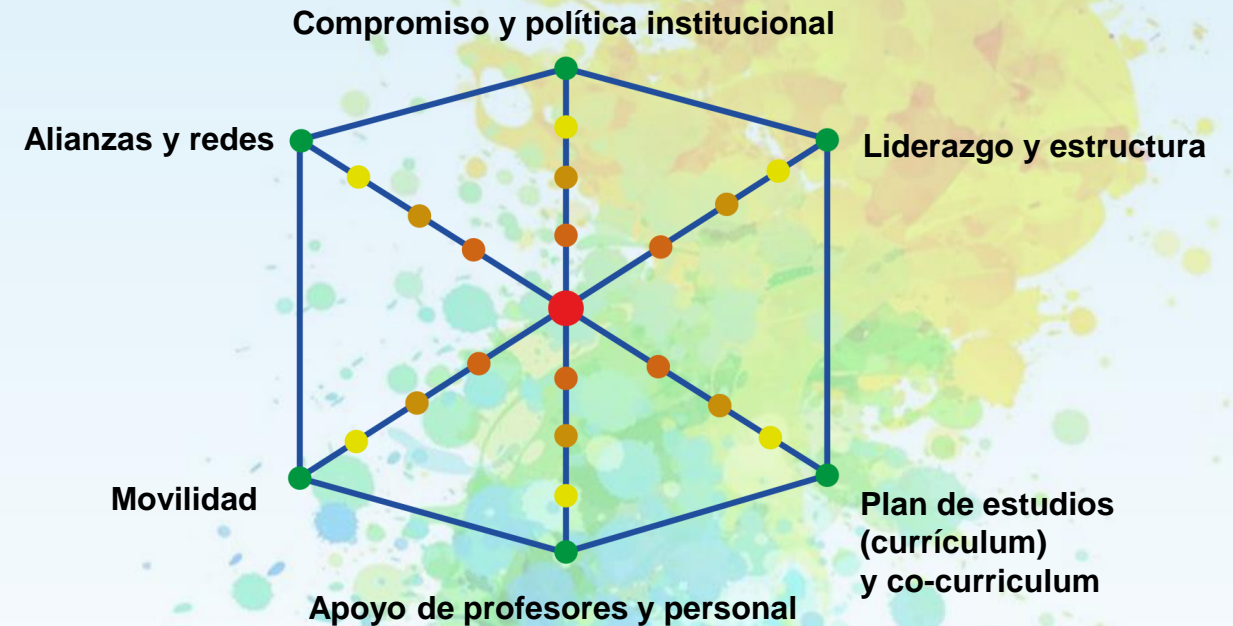 Compromiso y política institucional
Alianzas y redes
Liderazgo y estructura
Movilidad
Plan de estudios
(currículum)
y co-curriculum
Apoyo de profesores y personal